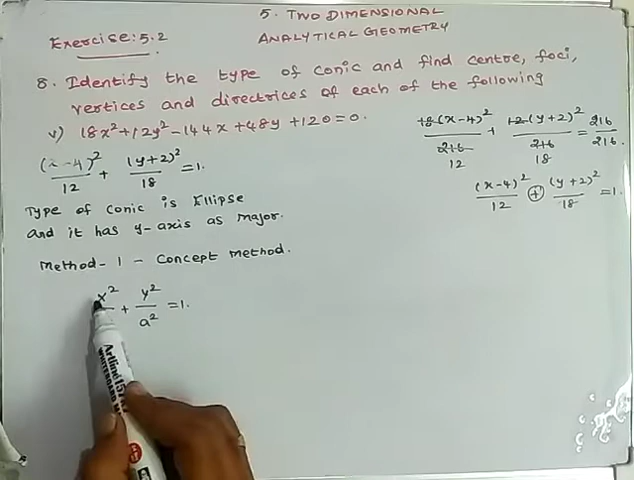 5. TWO DIMENSIONAL
ANALYTICAL GEOMETRY
Exercise: 5.2
8. Identify the type of conic and find centre, foci,
vertices and directrices of each of the following
v) 18x²+12y²-144x+48y+120=0.
(x-4)²/12 + (y+2)²/18 = 1.
Type of conic is Ellipse
and it has y-axis as major.
Method-1 - Concept method.
x² + y²/a² = 1.
18(x-4)²/216 + 12(y+2)²/216 = 216/216.
12 18
(x-4)²/12 + (y+2)²/18 = 1.
Artline 157
WHITEBOARD